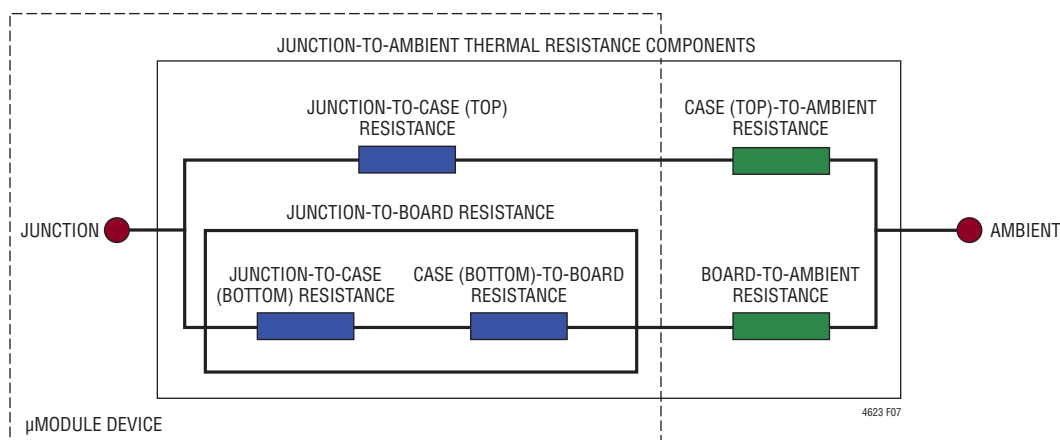 JUNCTION-TO-AMBIENT THERMAL RESISTANCE COMPONENTS
JUNCTION-TO-CASE (TOP)
RESISTANCE
CASE (TOP)-TO-AMBIENT
RESISTANCE
JUNCTION
JUNCTION-TO-BOARD RESISTANCE
AMBIENT
JUNCTION-TO-CASE
(BOTTOM) RESISTANCE
CASE (BOTTOM)-TO-BOARD
RESISTANCE
BOARD-TO-AMBIENT
RESISTANCE
4623 F07
µMODULE DEVICE